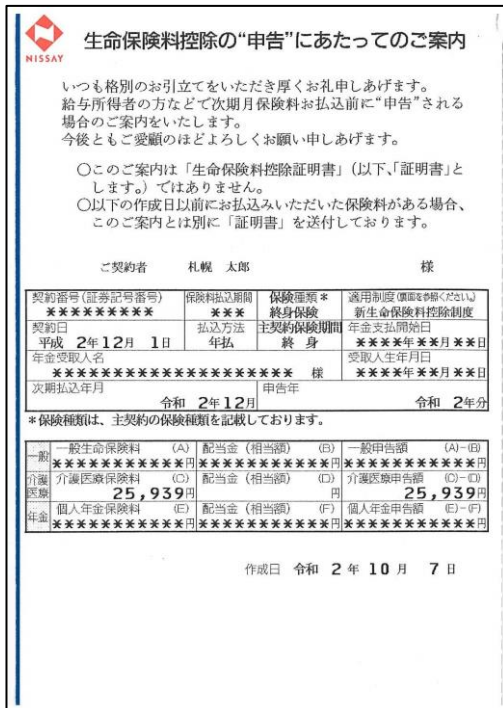 NISSAY
生命保険料控除の“申告”にあたってのご案内
いつも格別のお引立てをいただき厚くお礼申しあげます。
給与所得者の方などで次期月保険料お払込前に“申告”される
場合のご案内をいたします。
今後ともご愛顧のほどよろしくお願い申しあげます。
○このご案内は「生命保険料控除証明書」(以下、「証明書」と
します。)ではありません。
○以下の作成日以前にお払込みいただいた保険料がある場合、
このご案内とは別に「証明書」を送付しております。
ご契約者 札幌 太郎 様
契約番号(証券記号番号) 保険料払込期間 保険種類* 適用制度(裏面を参照ください。)
********* *** 終身保険 新生命保険料控除制度
契約日 払込方法 主契約保険期間 年金支払開始日
平成 2年12月 1日 年払 終身 ****年**月**日
年金受取人名 受取人生年月日
******************** 様 ****年**月**日
次期払込年月 申告年
令和 2年12月 令和 2年分
*保険種類は、主契約の保険種類を記載しております。
一般 一般生命保険料 (A) 配当金(相当額) (B) 一般申告額 (A)-(B)
***********円 ***********円 ***********円
介護医療 介護医療保険料 (C) 配当金(相当額) (D) 介護医療申告額 (C)-(D)
25,939円 円 25,939円
年金 個人年金保険料 (E) 配当金(相当額) (F) 個人年金申告額 (E)-(F)
***********円 ***********円 ***********円
作成日 令和 2年10月 7日